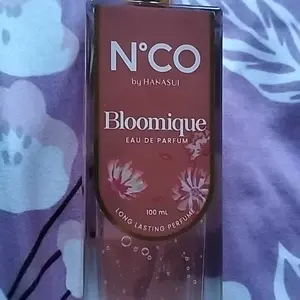 N°CO
by HANASUI
Bloomique
EAU DE PARFUM
100 mL
LONG LASTING PERFUME